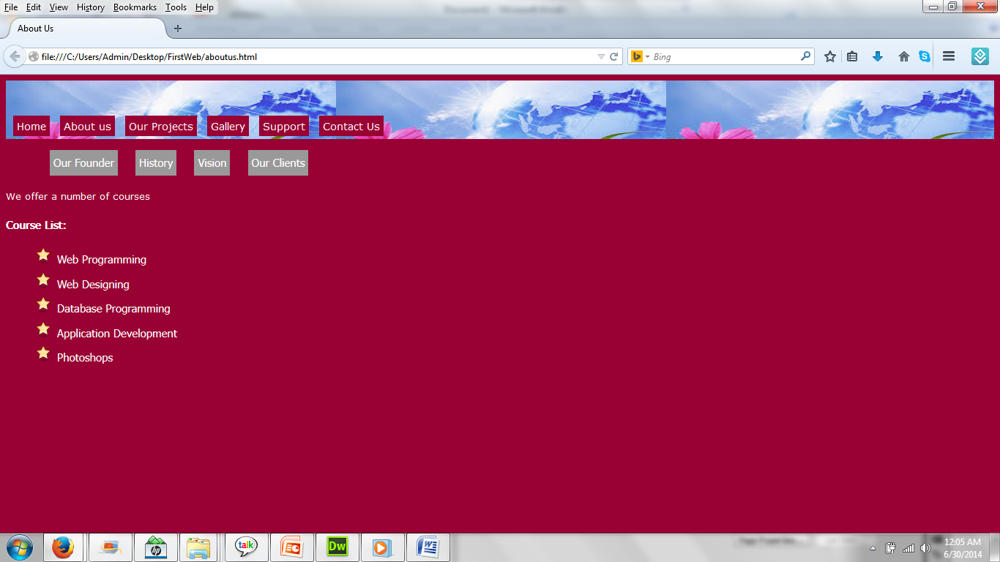 File Edit View History Bookmarks Tools Help
About Us
file:///C:/Users/Admin/Desktop/FirstWeb/aboutus.html Bing
Home About us Our Projects Gallery Support Contact Us
Our Founder History Vision Our Clients
We offer a number of courses
Course List:
Web Programming
Web Designing
Database Programming
Application Development
Photoshops
hp talk Dw
12:05 AM
6/30/2014